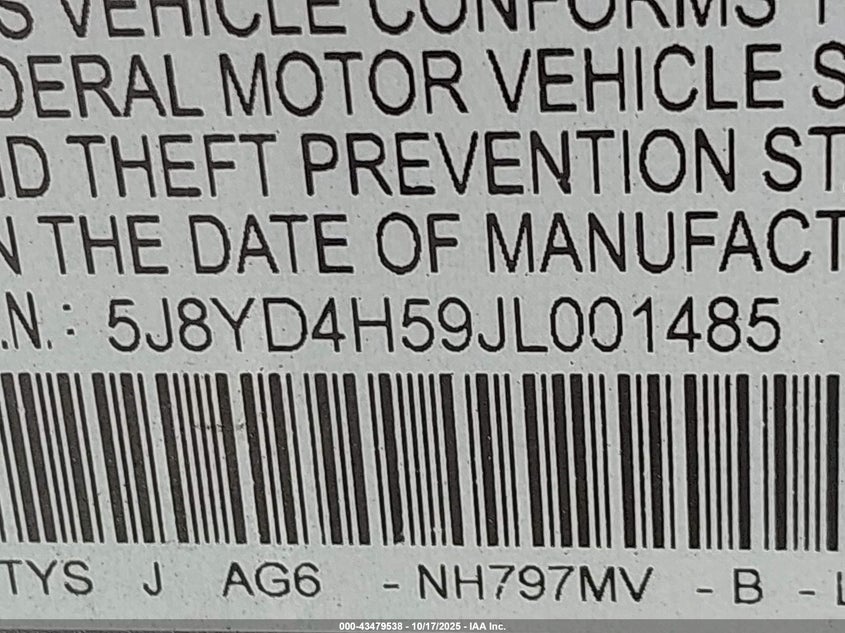 S VEHICLE CONFORMS T
DERAL MOTOR VEHICLE S
ND THEFT PREVENTION ST
N THE DATE OF MANUFACT
.N.: 5J8YD4H59JL001485
TYS J AG6 - NH797MV - B - L
000-43479538 - 10/17/2025 - IAA Inc.